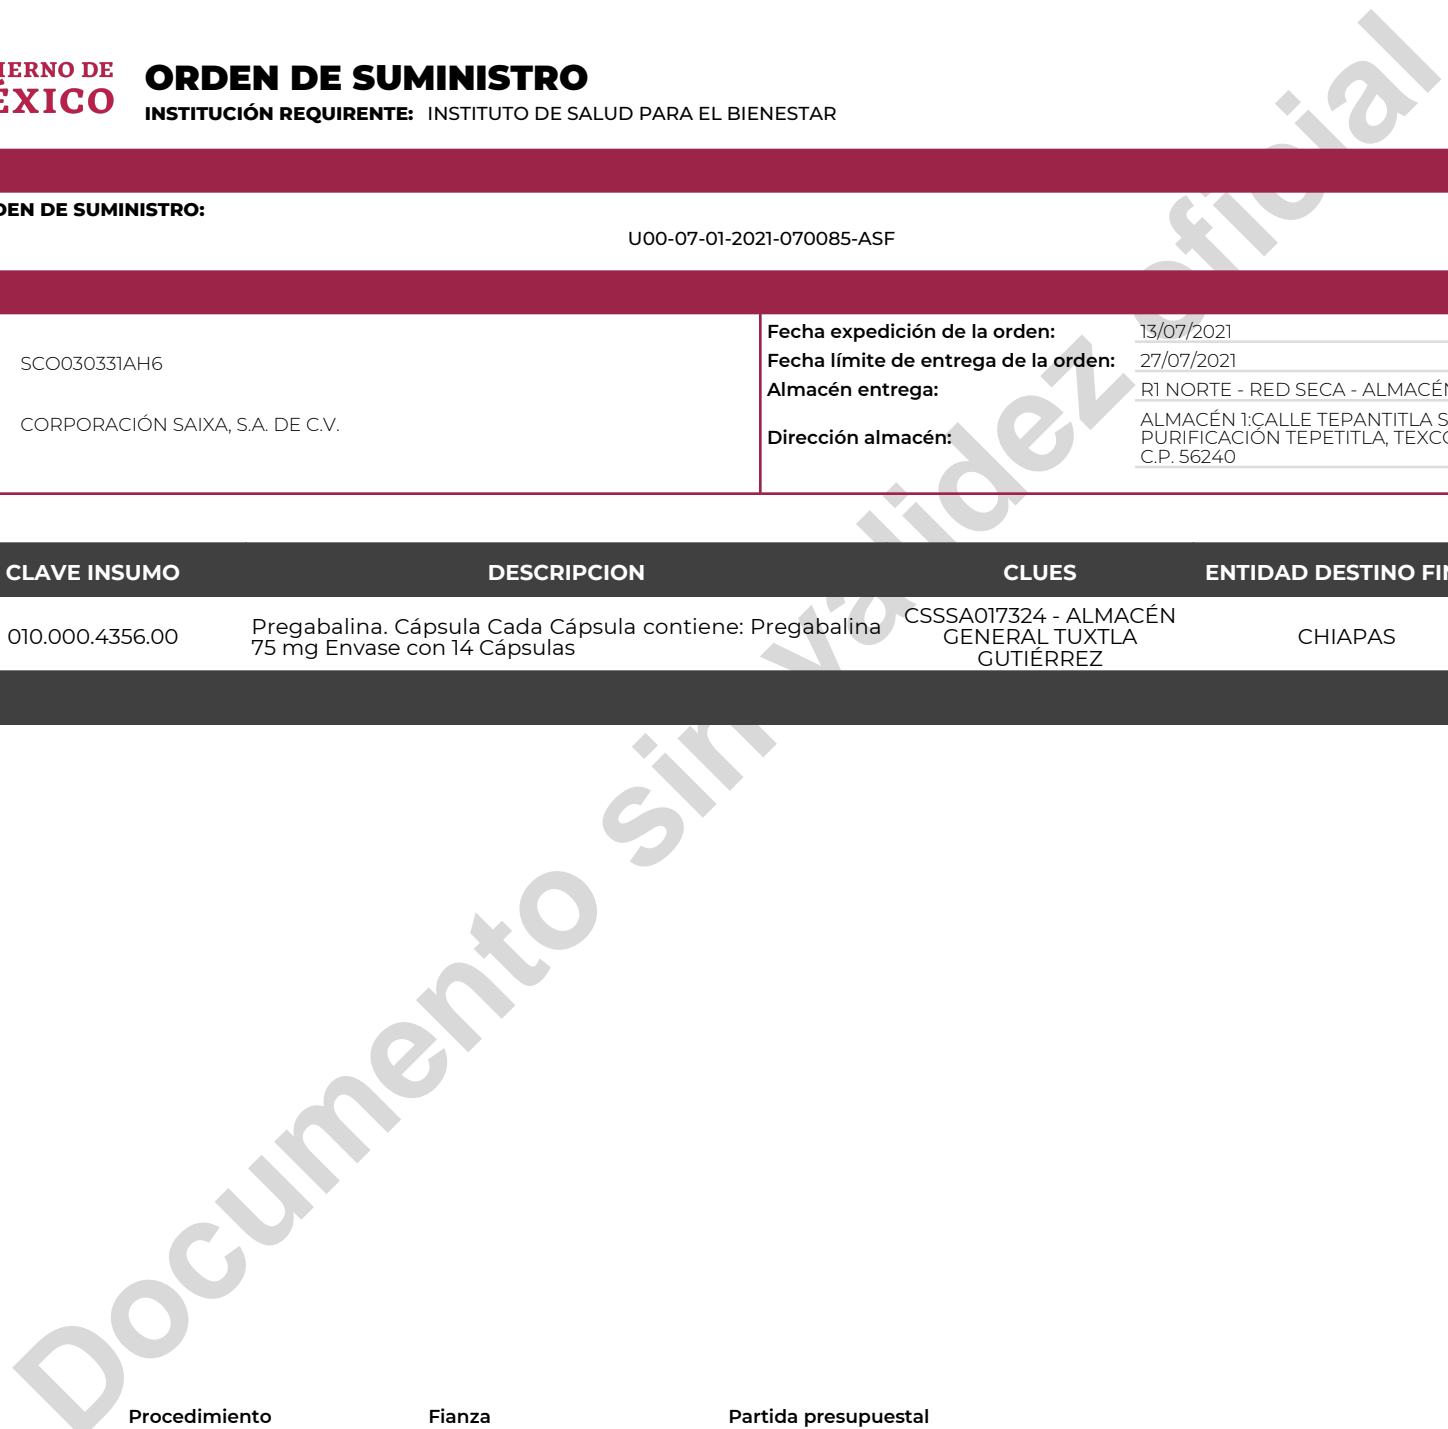 IERNO DE
ÉXICO
ORDEN DE SUMINISTRO
INSTITUCIÓN REQUIRENTE: INSTITUTO DE SALUD PARA EL BIENESTAR
DEN DE SUMINISTRO:
U00-07-01-2021-070085-ASF
SCO030331AH6
CORPORACIÓN SAIXA, S.A. DE C.V.
Fecha expedición de la orden: 13/07/2021
Fecha límite de entrega de la orden: 27/07/2021
Almacén entrega: R1 NORTE - RED SECA - ALMACÉN
Dirección almacén: ALMACÉN 1:CALLE TEPANTITLA S
PURIFICACIÓN TEPETITLA, TEXCO
C.P. 56240
CLAVE INSUMO DESCRIPCION CLUES ENTIDAD DESTINO FIN
010.000.4356.00
Pregabalina. Cápsula Cada Cápsula contiene: Pregabalina
75 mg Envase con 14 Cápsulas
CSSSA017324 - ALMACÉN
GENERAL TUXTLA
GUTIÉRREZ
CHIAPAS
Documento sin validez oficial
Procedimiento Fianza Partida presupuestal